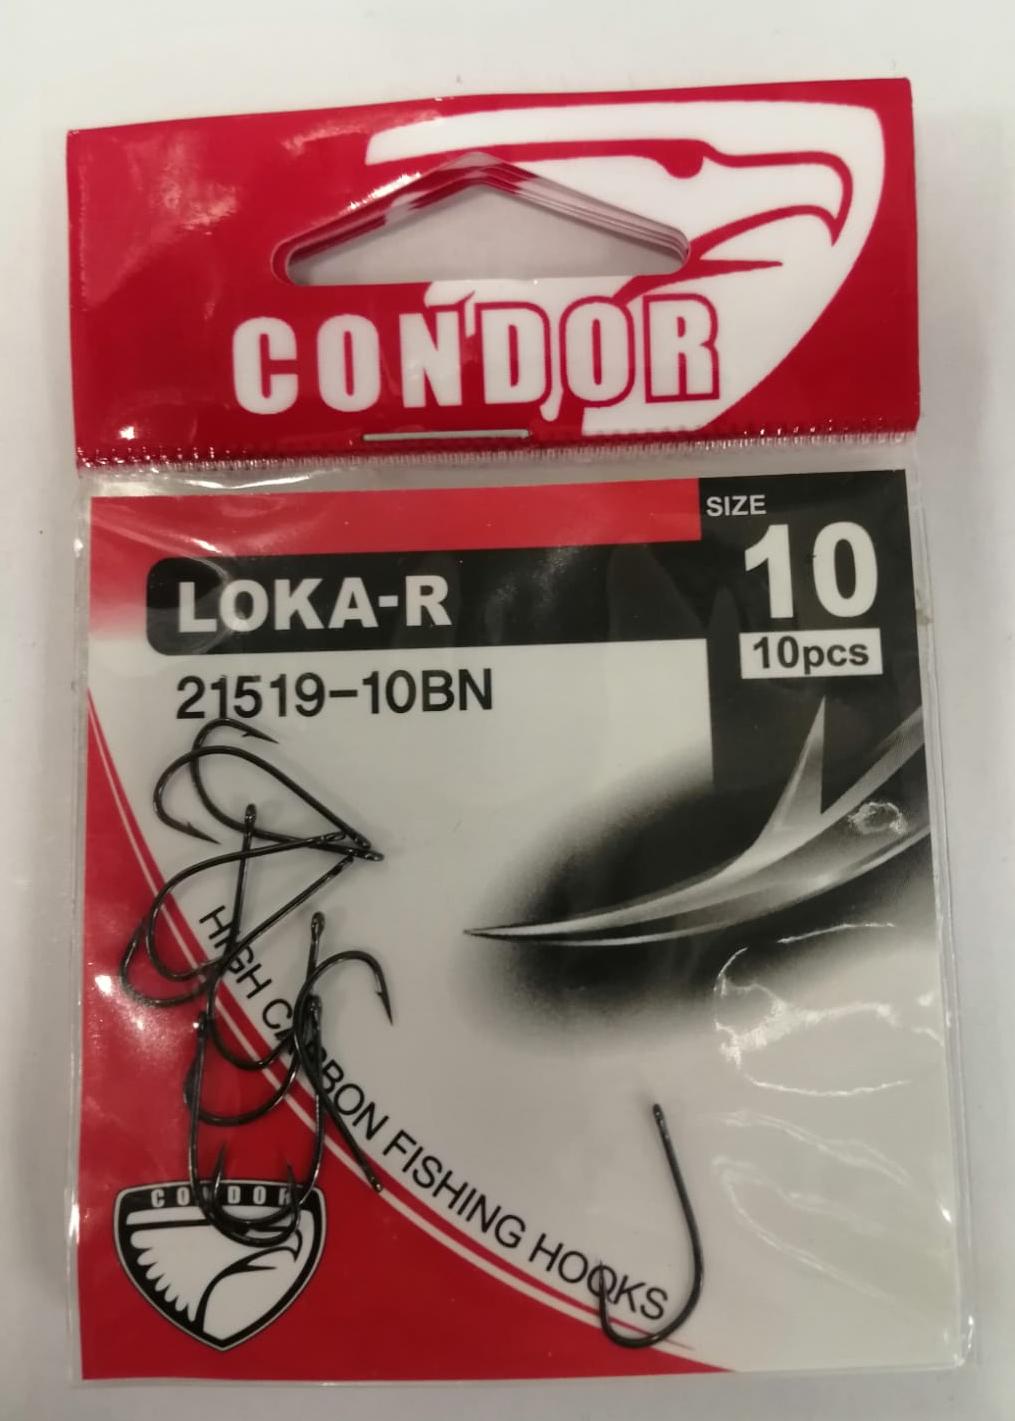 CONDOR
SIZE
10
10pcs
LOKA-R
21519-10BN
HIGH CARBON FISHING HOOKS
CONDOR